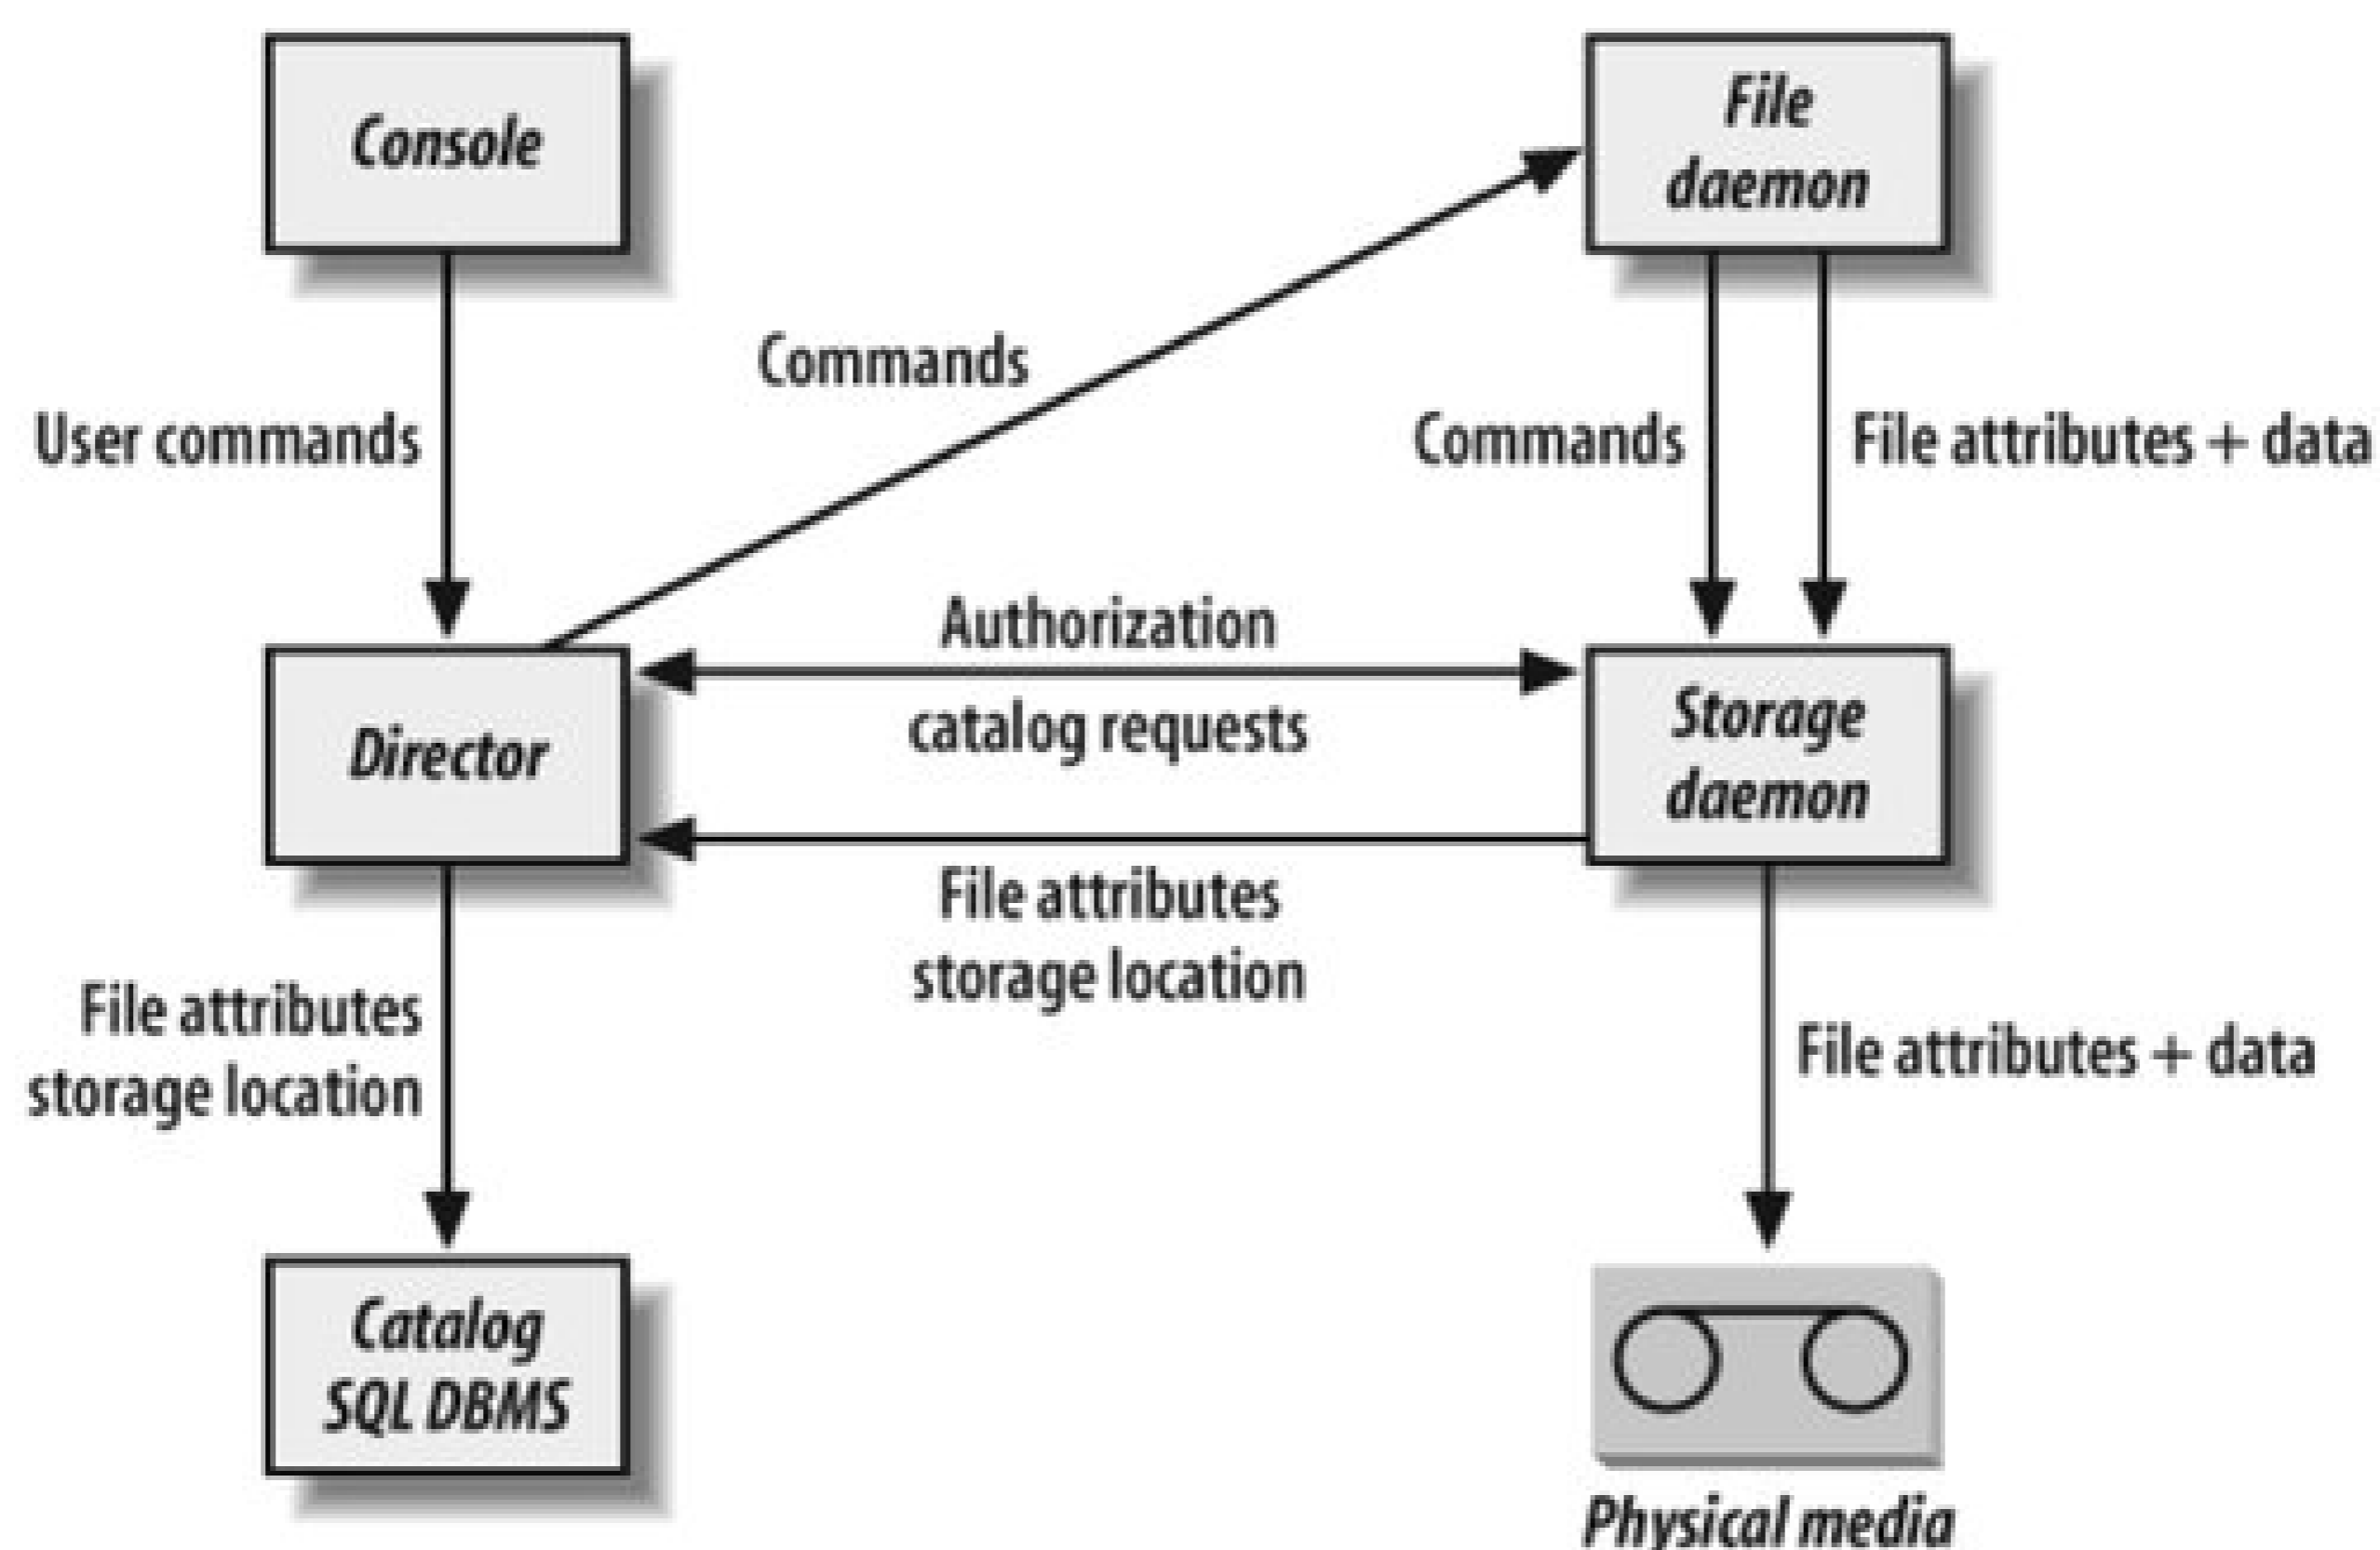 Console
File
daemon
Commands
User commands
Commands
File attributes + data
Authorization
catalog requests
Director
Storage
daemon
File attributes
storage location
File attributes
storage location
File attributes + data
Catalog
SQL DBMS
Physical media